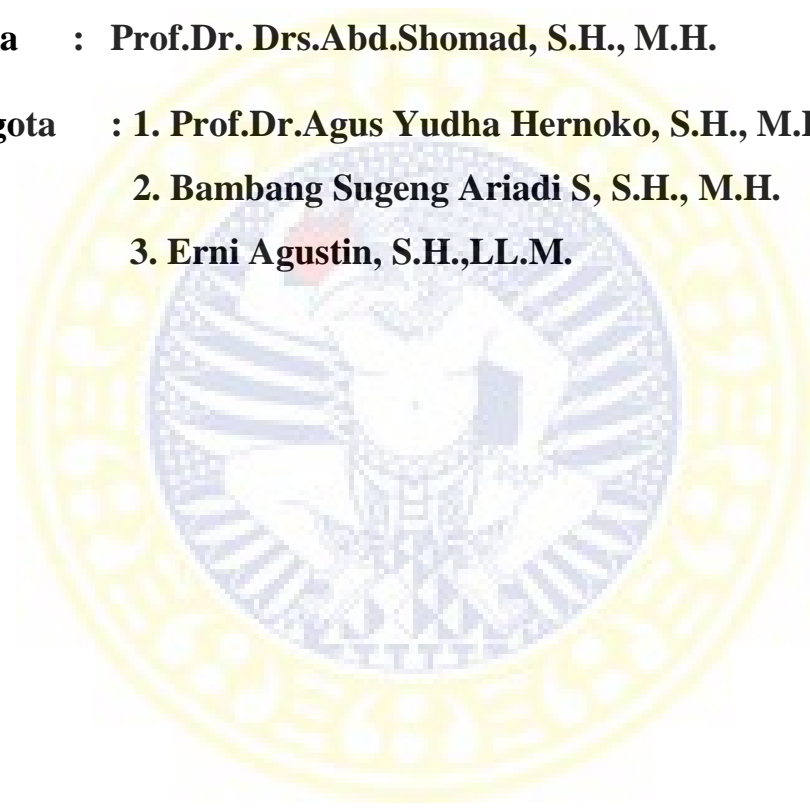 a : Prof.Dr. Drs.Abd.Shomad, S.H., M.H.
gota : 1. Prof.Dr.Agus Yudha Hernoko, S.H., M.
2. Bambang Sugeng Ariadi S, S.H., M.H.
3. Erni Agustin, S.H.,LL.M.